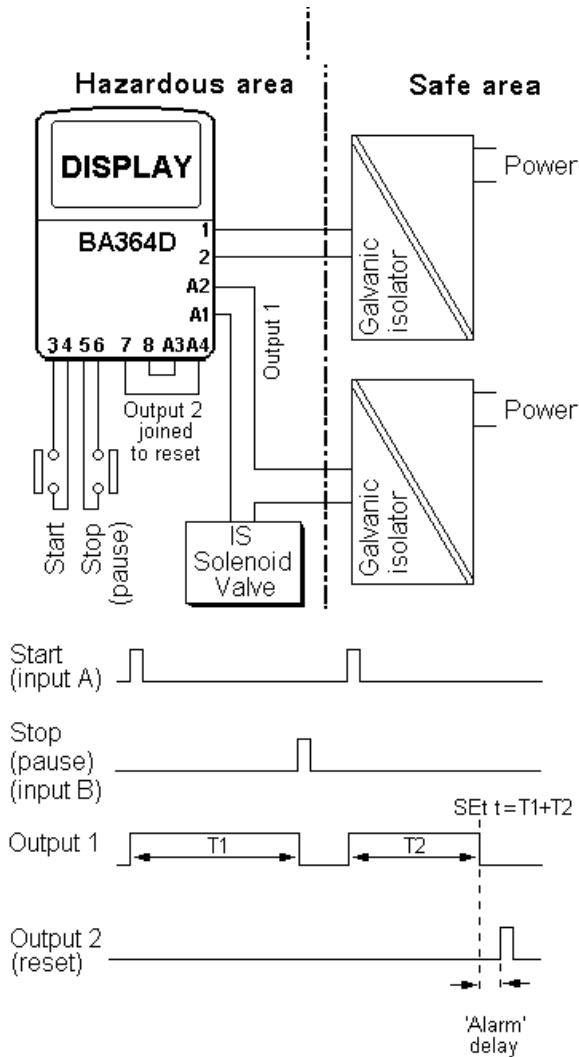 Hazardous area
Safe area
DISPLAY
BA364D
1
2
A2
A1
3 4 5 6 7 8 A3 A4
Output 2
joined
to reset
Start
Stop
(pause)
Output 1
IS
Solenoid
Valve
Galvanic
isolator
Power
Galvanic
isolator
Power
Start
(input A)
Stop
(pause)
(input B)
SEt t=T1+T2
Output 1
T1
T2
Output 2
(reset)
'Alarm'
delay